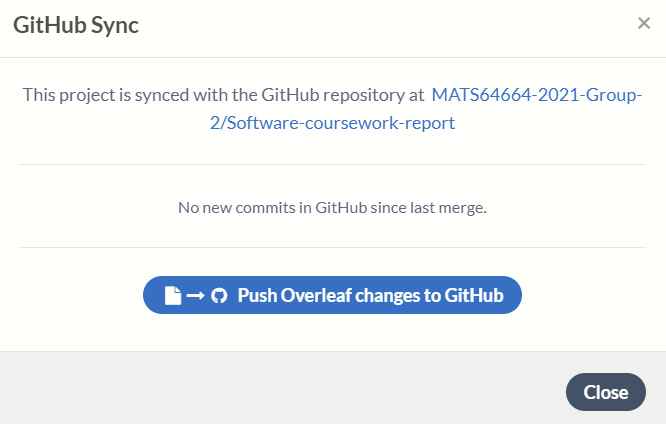 GitHub Sync
×
This project is synced with the GitHub repository at MATS64664-2021-Group-
2/Software-coursework-report
No new commits in GitHub since last merge.
Push Overleaf changes to GitHub
Close